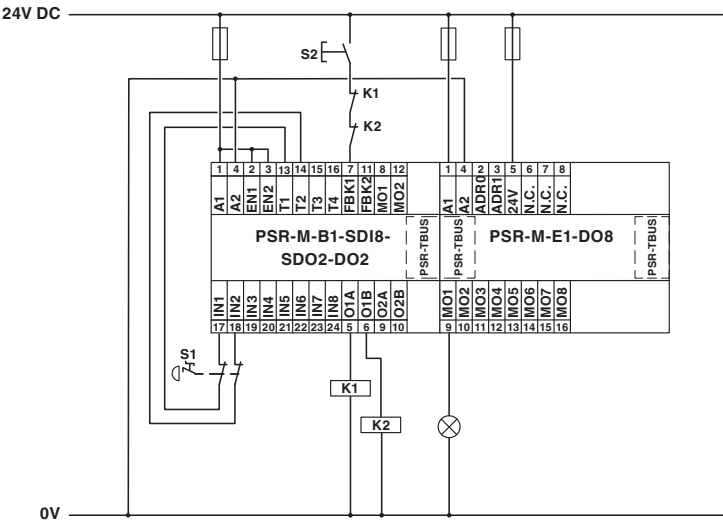 24V DC
S2
K1
K2
1 4 2 3 13 14 15 16 7 11 8 12
A1 A2 EN1 EN2 T1 T2 T3 T4 FBK1 FBK2 MO1 MO2
1 4 2 3 5 6 7 8
A1 A2 ADR0 ADR1 24V N.C. N.C. N.C.
PSR-M-B1-SDI8-
SDO2-DO2
PSR-TBUS
PSR-TBUS
PSR-M-E1-DO8
PSR-TBUS
IN1 IN2 IN3 IN4 IN5 IN6 IN7 IN8 O1A O1B O2A O2B
17 18 19 20 21 22 23 24 5 6 9 10
MO1 MO2 MO3 MO4 MO5 MO6 MO7 MO8
9 10 11 12 13 14 15 16
S1
K1
K2
0V